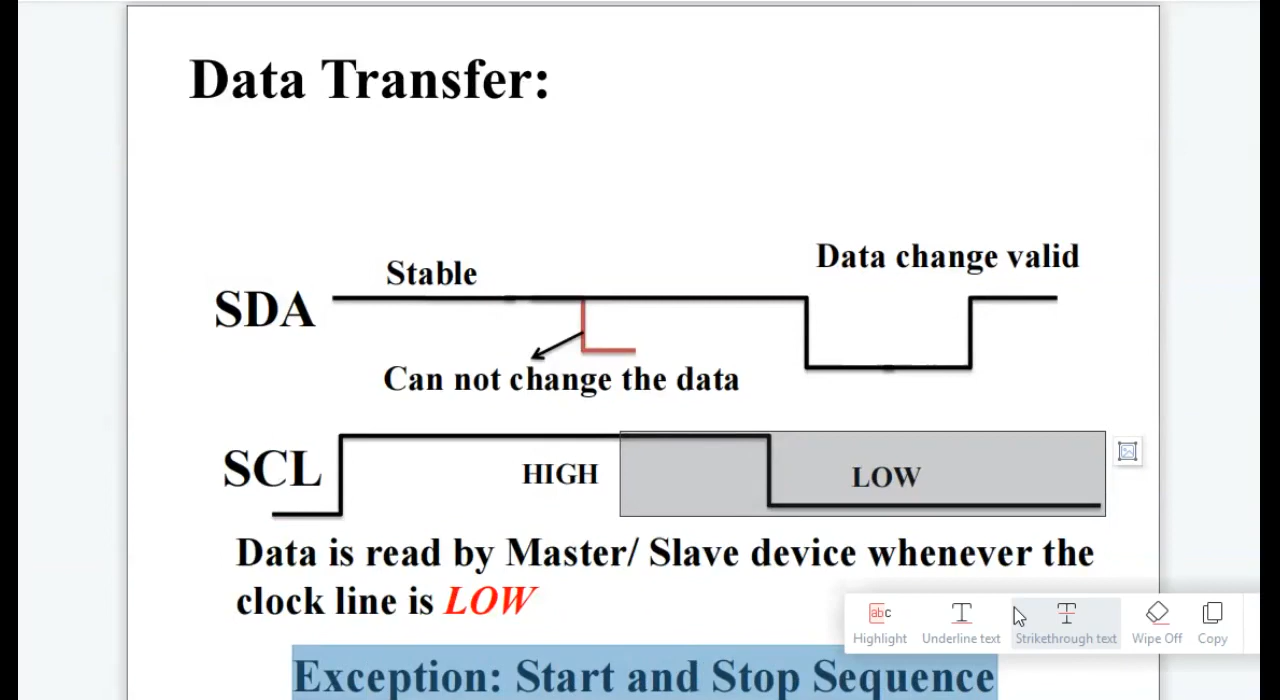 Data Transfer:
Data change valid
Stable
SDA
Can not change the data
SCL
HIGH
LOW
Data is read by Master/ Slave device whenever the
clock line is LOW
abc
Highlight
Underline text
Strikethrough text
Wipe Off
Copy
Exception: Start and Stop Sequence